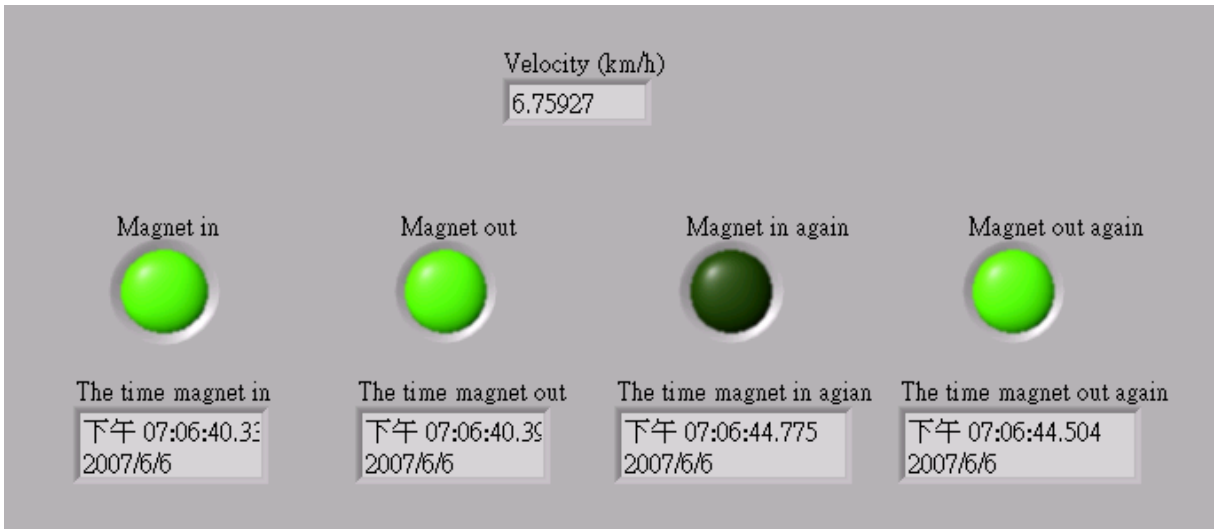 Velocity (km/h)
6.75927
Magnet in
Magnet out
Magnet in again
Magnet out again
The time magnet in
The time magnet out
The time magnet in agian
The time magnet out again
下午 07:06:40.33
2007/6/6
下午 07:06:40.39
2007/6/6
下午 07:06:44.775
2007/6/6
下午 07:06:44.504
2007/6/6